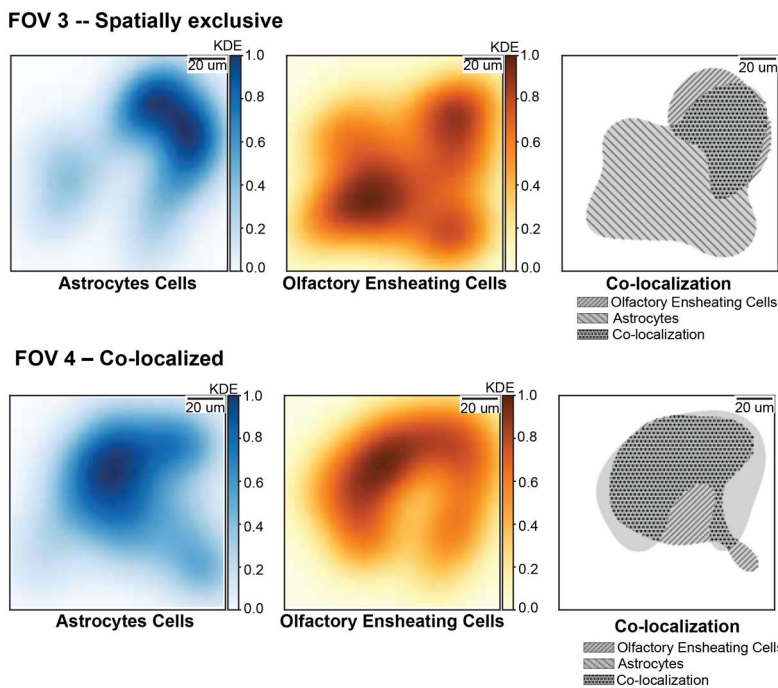 FOV 3 -- Spatially exclusive
KDE
20 um
1.0
0.8
0.6
0.4
0.2
0.0
Astrocytes Cells
KDE
20 um
1.0
0.8
0.6
0.4
0.2
0.0
Olfactory Ensheating Cells
20 um
Co-localization
Olfactory Ensheating Cells
Astrocytes
Co-localization
FOV 4 – Co-localized
KDE
20 um
1.0
0.8
0.6
0.4
0.2
0.0
Astrocytes Cells
KDE
20 um
1.0
0.8
0.6
0.4
0.2
0.0
Olfactory Ensheating Cells
20 um
Co-localization
Olfactory Ensheating Cells
Astrocytes
Co-localization